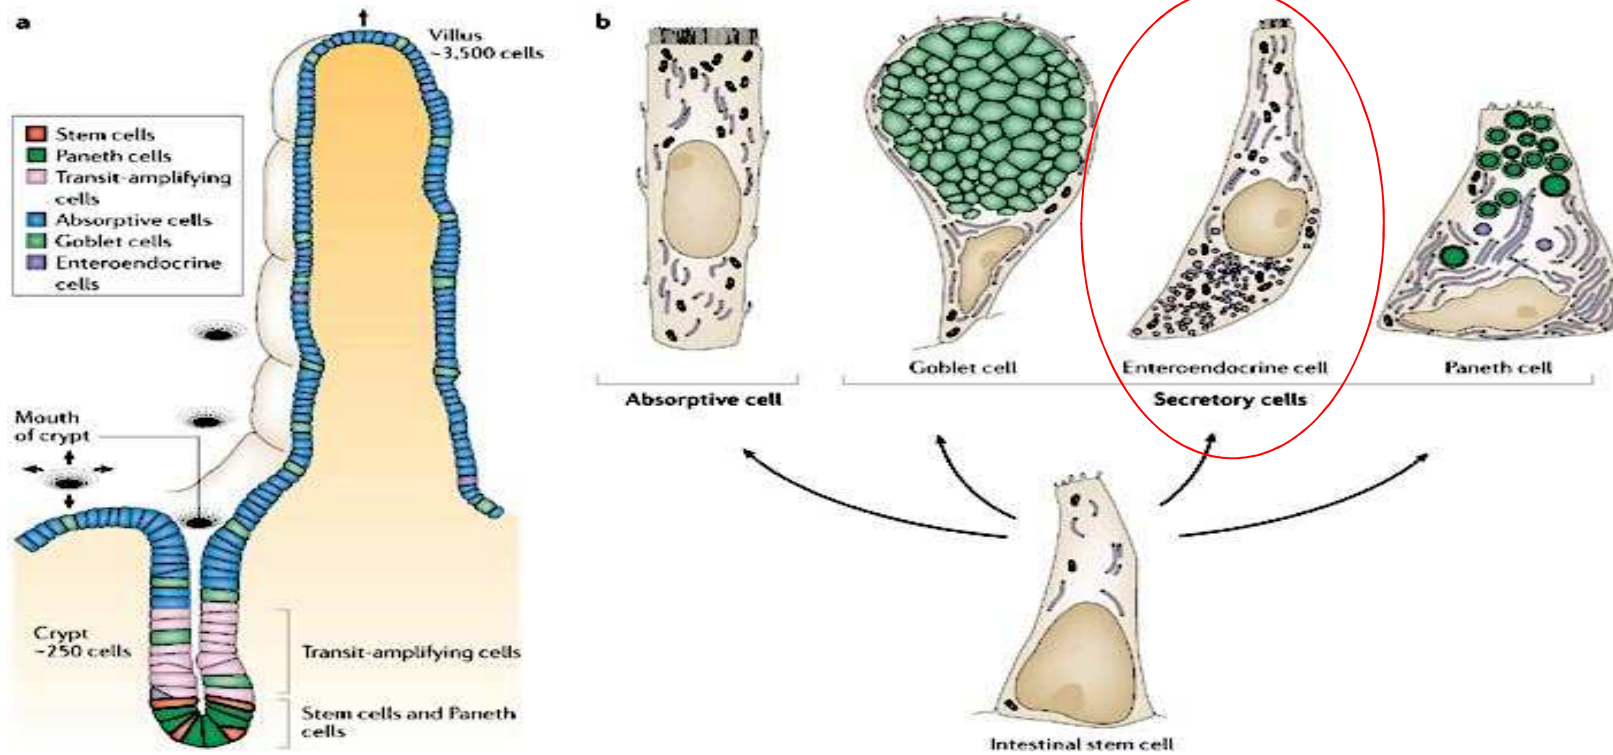 a
Villus
~3,500 cells
Stem cells
Paneth cells
Transit-amplifying
cells
Absorptive cells
Goblet cells
Enteroendocrine
cells
Mouth
of crypt
Crypt
~250 cells
Transit-amplifying cells
Stem cells and Paneth
cells
b
Goblet cell
Enteroendocrine cell
Paneth cell
Absorptive cell
Secretory cells
Intestinal stem cell